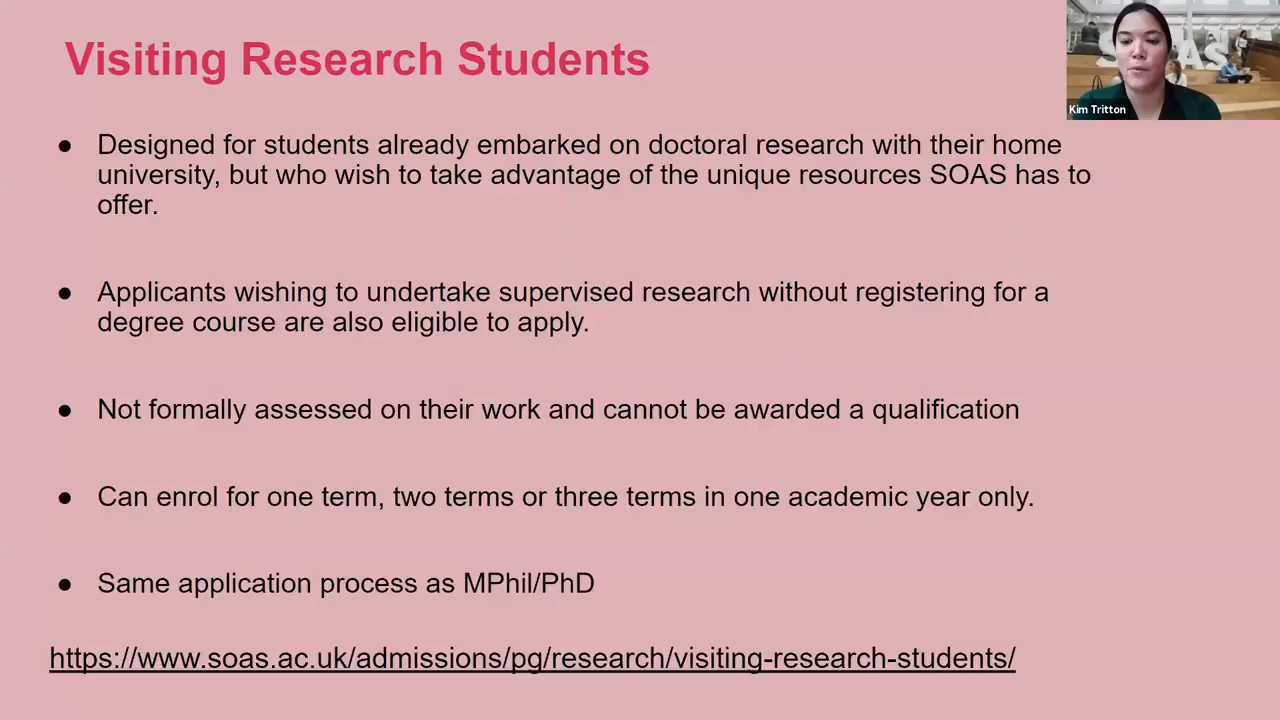 Visiting Research Students
SOAS
Kim Tritton
● Designed for students already embarked on doctoral research with their home
university, but who wish to take advantage of the unique resources SOAS has to
offer.
● Applicants wishing to undertake supervised research without registering for a
degree course are also eligible to apply.
● Not formally assessed on their work and cannot be awarded a qualification
● Can enrol for one term, two terms or three terms in one academic year only.
● Same application process as MPhil/PhD
https://www.soas.ac.uk/admissions/pg/research/visiting-research-students/